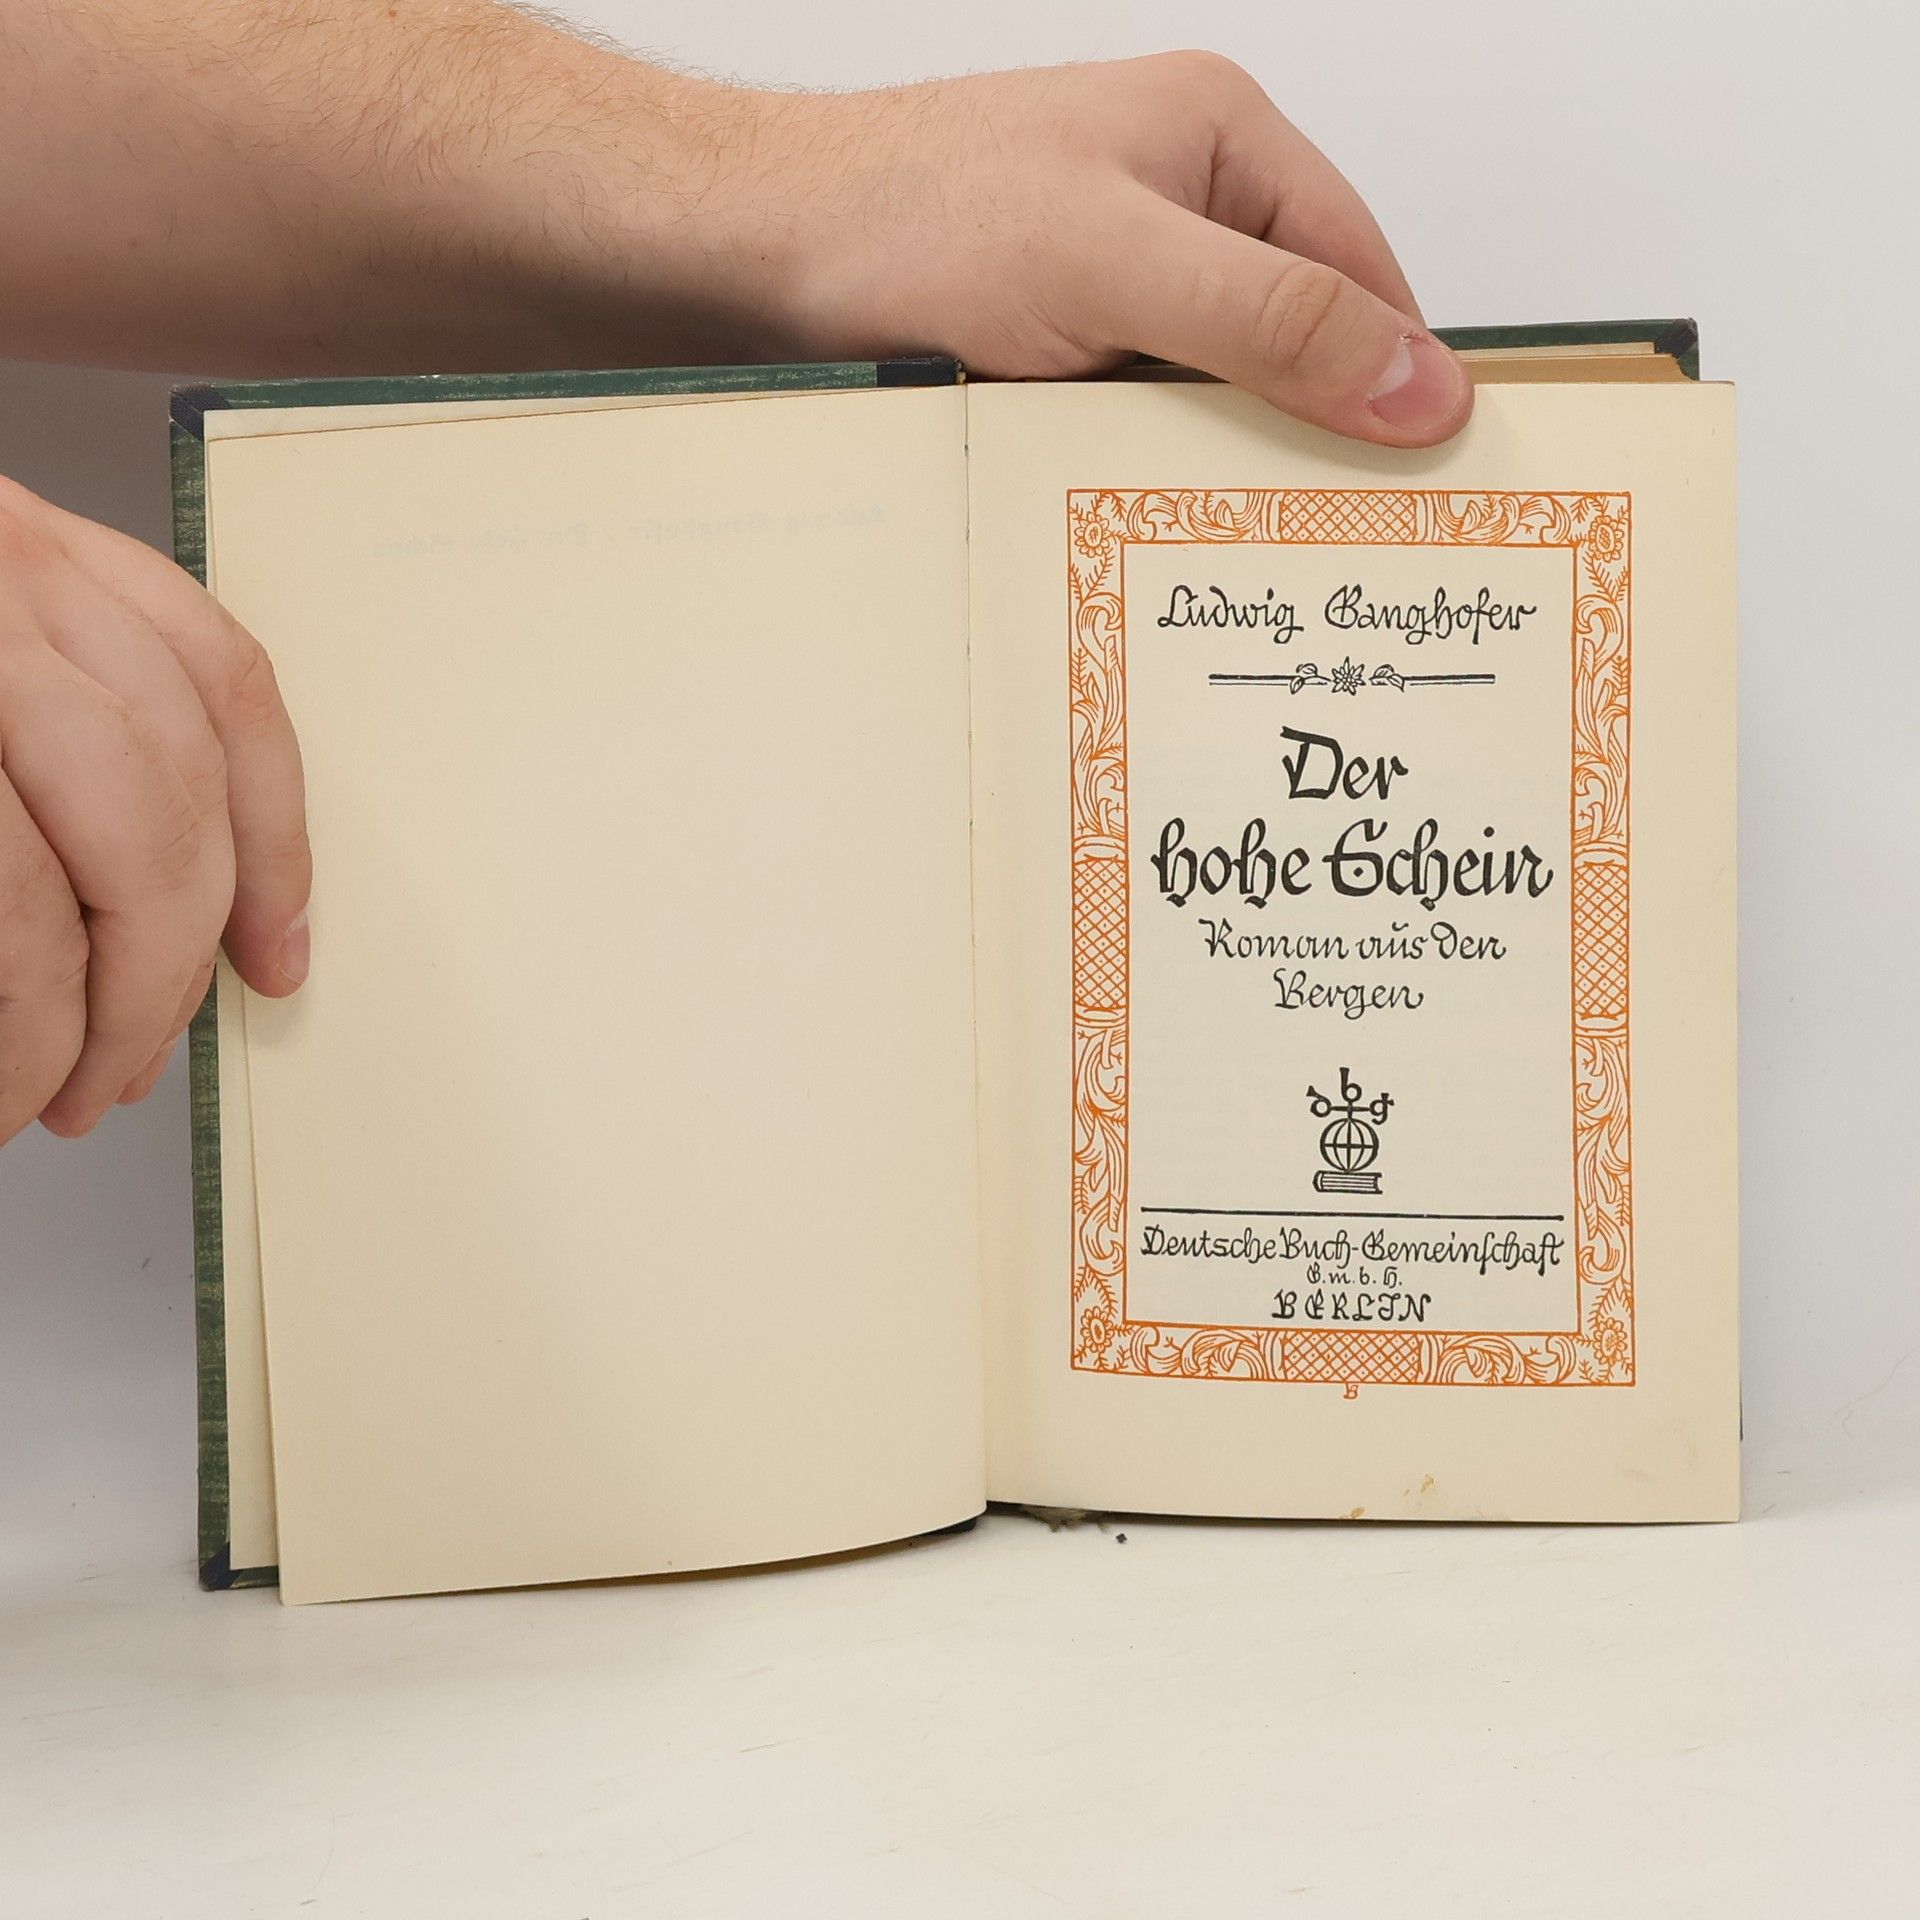 Ludwig Ganghofer
Der
hohe Schein
Roman aus den
Bergen
dbg
Deutsche Buch-Gemeinschaft
G.m.b.H.
BERLIN
B